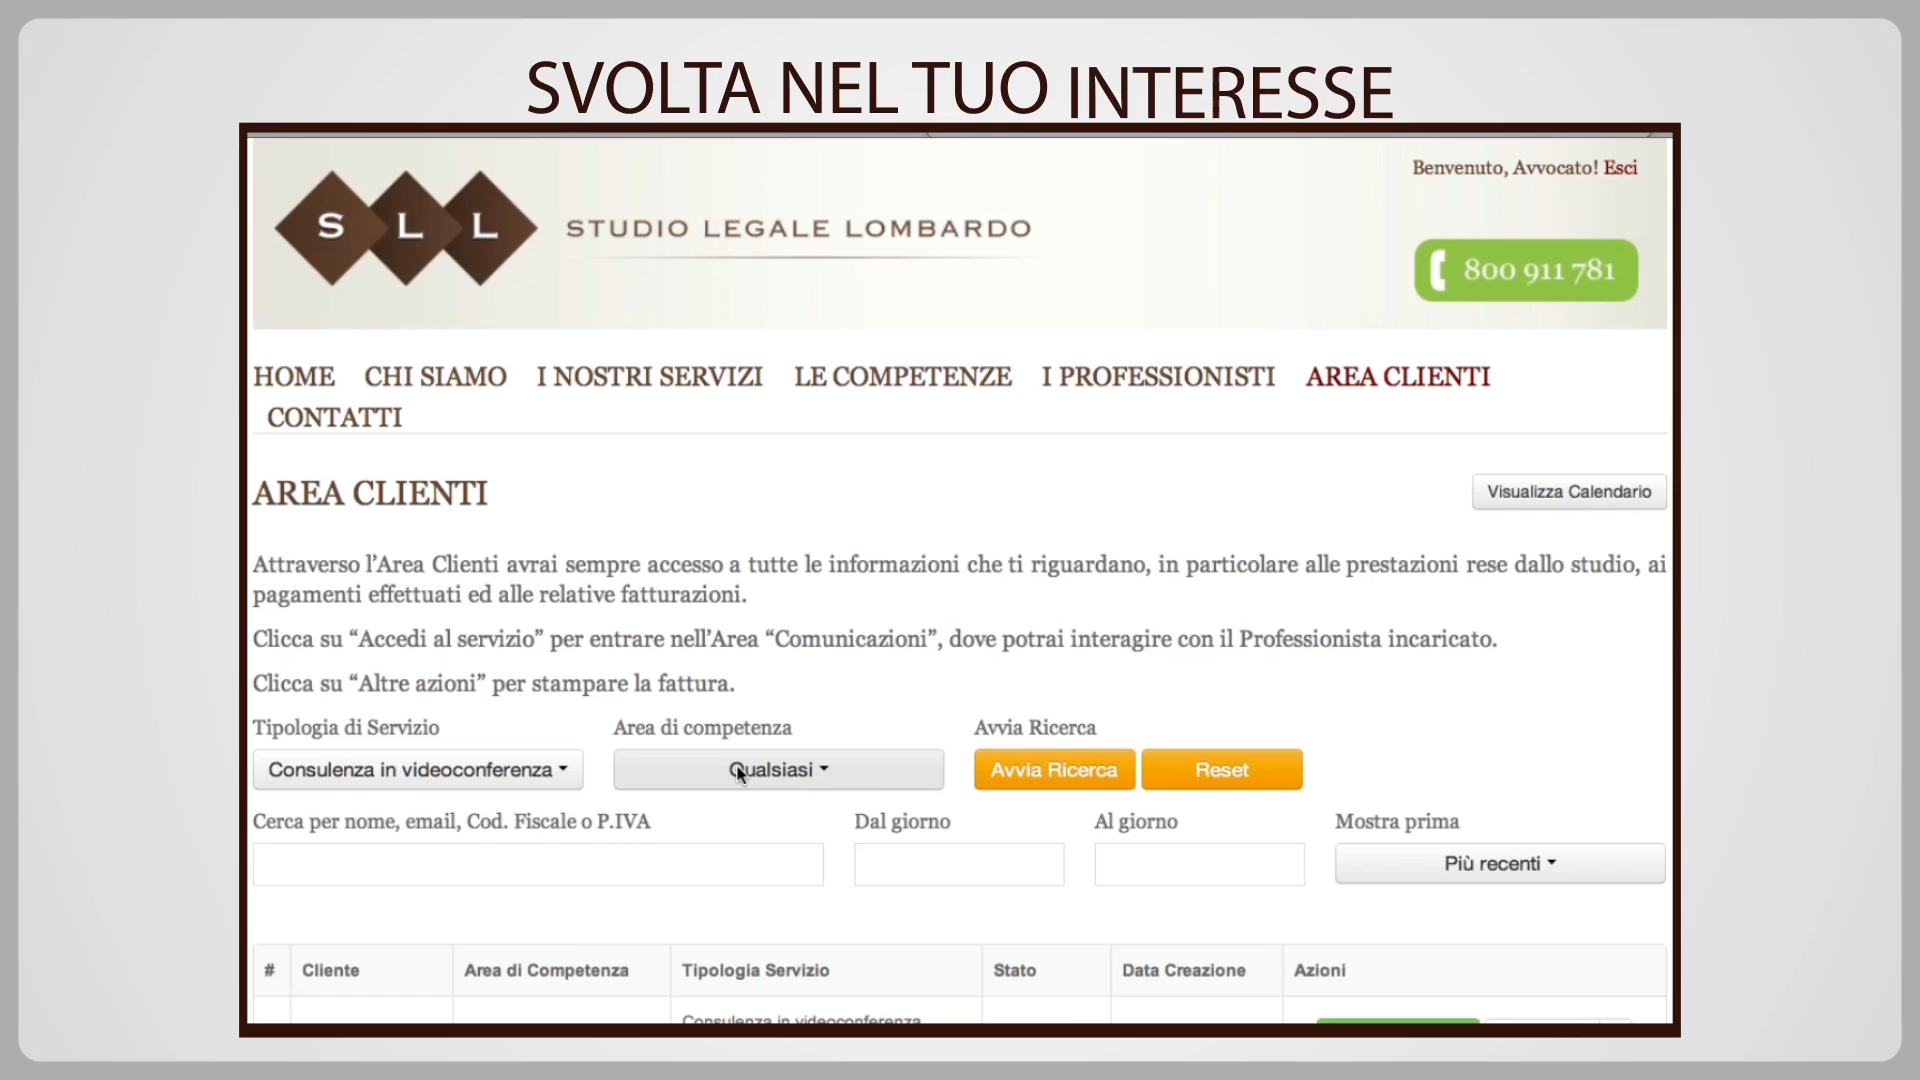 SVOLTA NEL TUO INTERESSE
Benvenuto, Avvocato! Esci
S L L
STUDIO LEGALE LOMBARDO
800 911 781
HOME CHI SIAMO I NOSTRI SERVIZI LE COMPETENZE I PROFESSIONISTI AREA CLIENTI
CONTATTI
AREA CLIENTI
Visualizza Calendario
Attraverso l'Area Clienti avrai sempre accesso a tutte le informazioni che ti riguardano, in particolare alle prestazioni rese dallo studio, ai
pagamenti effettuati ed alle relative fatturazioni.
Clicca su “Accedi al servizio” per entrare nell'Area “Comunicazioni”, dove potrai interagire con il Professionista incaricato.
Clicca su “Altre azioni” per stampare la fattura.
Tipologia di Servizio Area di competenza Avvia Ricerca
Consulenza in videoconferenza Qualsiasi Avvia Ricerca Reset
Cerca per nome, email, Cod. Fiscale o P.IVA Dal giorno Al giorno Mostra prima
Più recenti
# Cliente Area di Competenza Tipologia Servizio Stato Data Creazione Azioni
Consulenza in videoconferenza